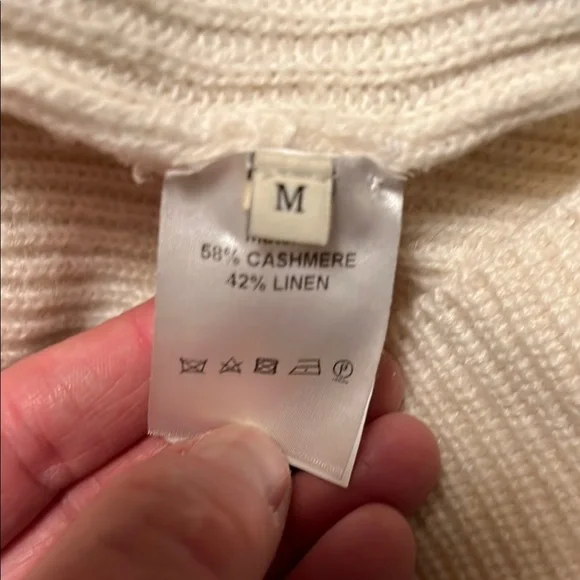 M
58% CASHMERE
42% LINEN
P